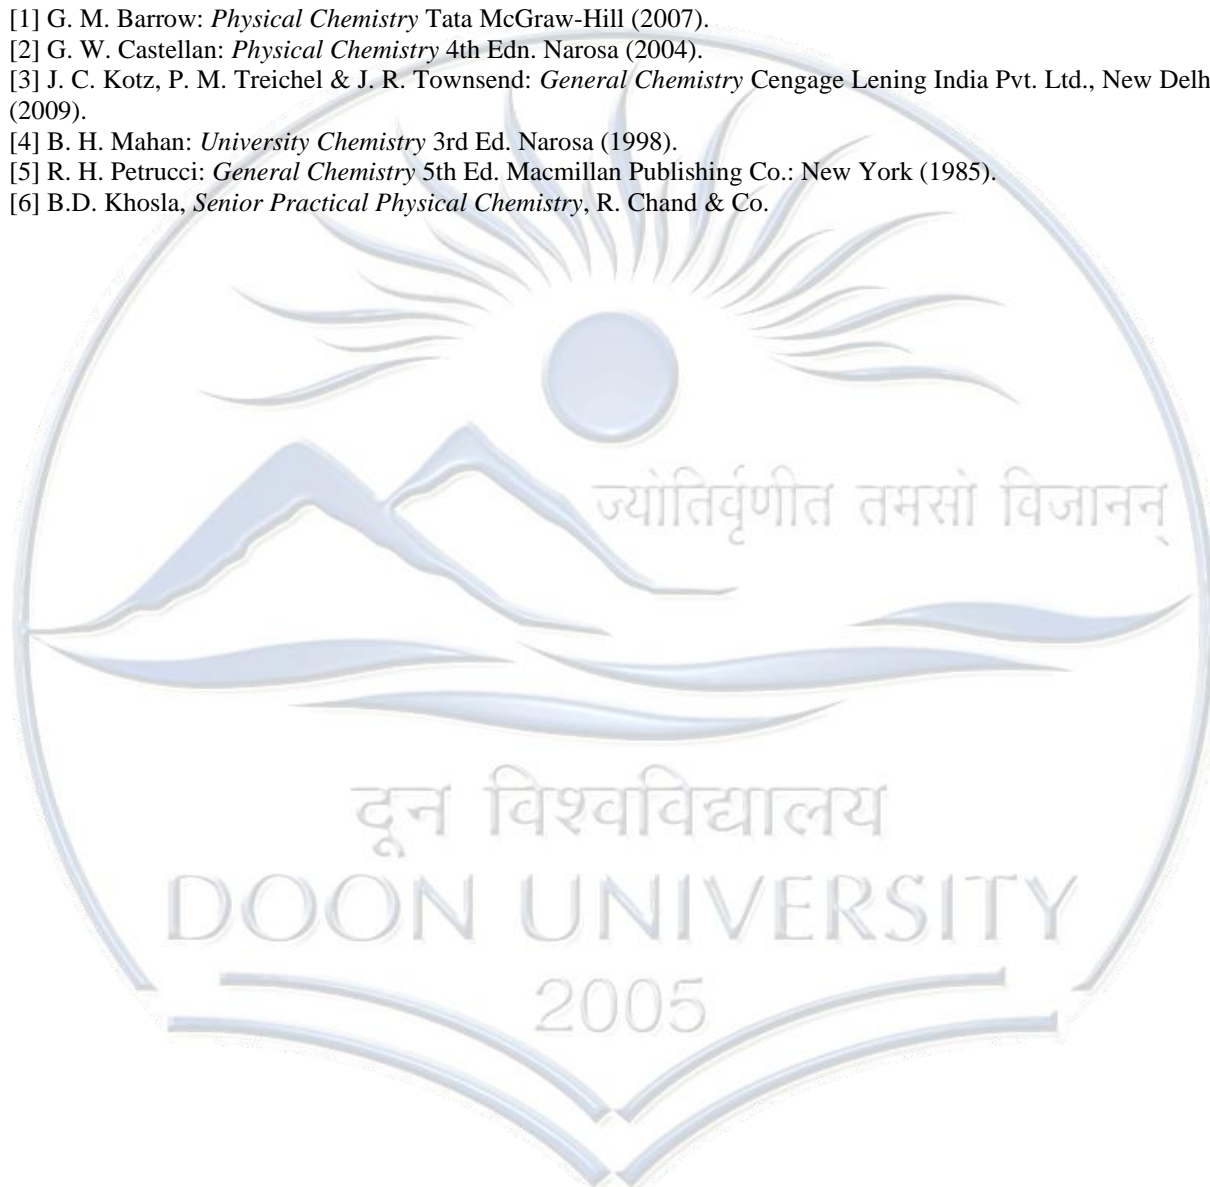 [1] G. M. Barrow: Physical Chemistry Tata McGraw-Hill (2007).
[2] G. W. Castellan: Physical Chemistry 4th Edn. Narosa (2004).
[3] J. C. Kotz, P. M. Treichel & J. R. Townsend: General Chemistry Cengage Lening India Pvt. Ltd., New Delh
(2009).
[4] B. H. Mahan: University Chemistry 3rd Ed. Narosa (1998).
[5] R. H. Petrucci: General Chemistry 5th Ed. Macmillan Publishing Co.: New York (1985).
[6] B.D. Khosla, Senior Practical Physical Chemistry, R. Chand & Co.
ज्योतिर्वृणीत तमसो विजानन्
दून विश्वविद्यालय
DOON UNIVERSITY
2005